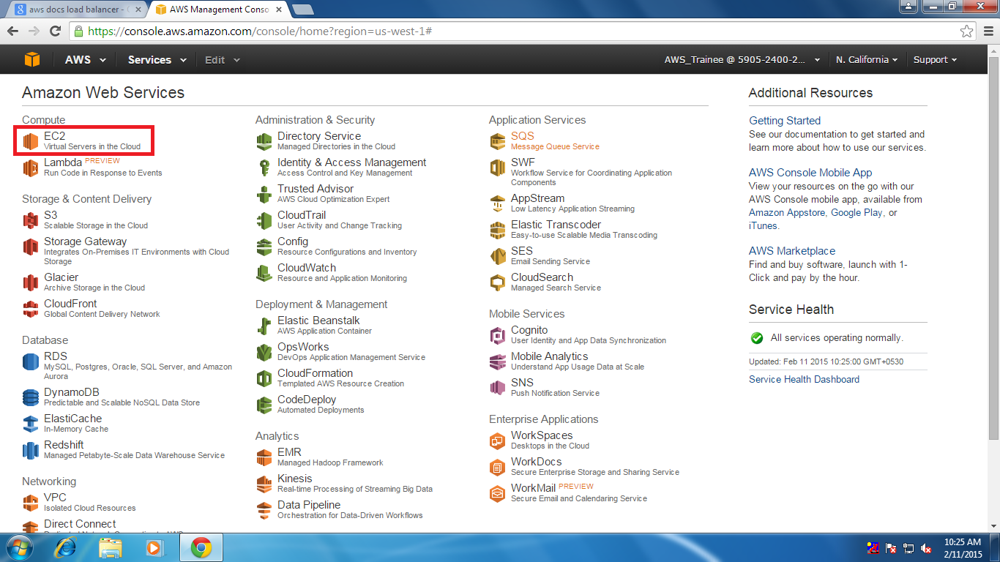 aws docs load balancer -
AWS Management Conso
https://console.aws.amazon.com/console/home?region=us-west-1#
AWS
Services
Edit
AWS_Trainee @ 5905-2400-2...
N. California
Support
Amazon Web Services
Compute
EC2
Virtual Servers in the Cloud
Lambda PREVIEW
Run Code in Response to Events
Storage & Content Delivery
S3
Scalable Storage in the Cloud
Storage Gateway
Integrates On-Premises IT Environments with Cloud
Storage
Glacier
Archive Storage in the Cloud
CloudFront
Global Content Delivery Network
Database
RDS
MySQL, Postgres, Oracle, SQL Server, and Amazon
Aurora
DynamoDB
Predictable and Scalable NoSQL Data Store
ElastiCache
In-Memory Cache
Redshift
Managed Petabyte-Scale Data Warehouse Service
Networking
VPC
Isolated Cloud Resources
Direct Connect
Administration & Security
Directory Service
Managed Directories in the Cloud
Identity & Access Management
Access Control and Key Management
Trusted Advisor
AWS Cloud Optimization Expert
CloudTrail
User Activity and Change Tracking
Config
Resource Configurations and Inventory
CloudWatch
Resource and Application Monitoring
Deployment & Management
Elastic Beanstalk
AWS Application Container
OpsWorks
DevOps Application Management Service
CloudFormation
Templated AWS Resource Creation
CodeDeploy
Automated Deployments
Analytics
EMR
Managed Hadoop Framework
Kinesis
Real-time Processing of Streaming Big Data
Data Pipeline
Orchestration for Data-Driven Workflows
Application Services
SQS
Message Queue Service
SWF
Workflow Service for Coordinating Application
Components
AppStream
Low Latency Application Streaming
Elastic Transcoder
Easy-to-use Scalable Media Transcoding
SES
Email Sending Service
CloudSearch
Managed Search Service
Mobile Services
Cognito
User Identity and App Data Synchronization
Mobile Analytics
Understand App Usage Data at Scale
SNS
Push Notification Service
Enterprise Applications
WorkSpaces
Desktops in the Cloud
WorkDocs
Secure Enterprise Storage and Sharing Service
WorkMail PREVIEW
Secure Email and Calendaring Service
Additional Resources
Getting Started
See our documentation to get started and
learn more about how to use our services.
AWS Console Mobile App
View your resources on the go with our
AWS Console mobile app, available from
Amazon Appstore, Google Play, or
iTunes.
AWS Marketplace
Find and buy software, launch with 1-
Click and pay by the hour.
Service Health
All services operating normally.
Updated: Feb 11 2015 10:25:00 GMT+0530
Service Health Dashboard
10:25 AM
2/11/2015